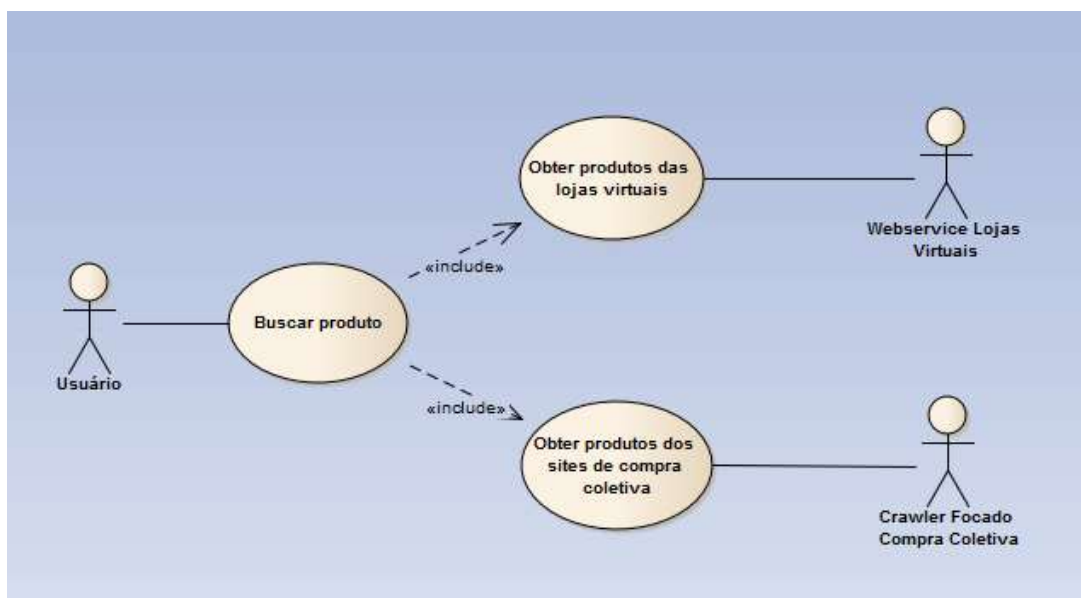 Obter produtos das
lojas virtuais
Webservice Lojas
Virtuais
«include»
Buscar produto
Usuário
«include»
Obter produtos dos
sites de compra
coletiva
Crawler Focado
Compra Coletiva